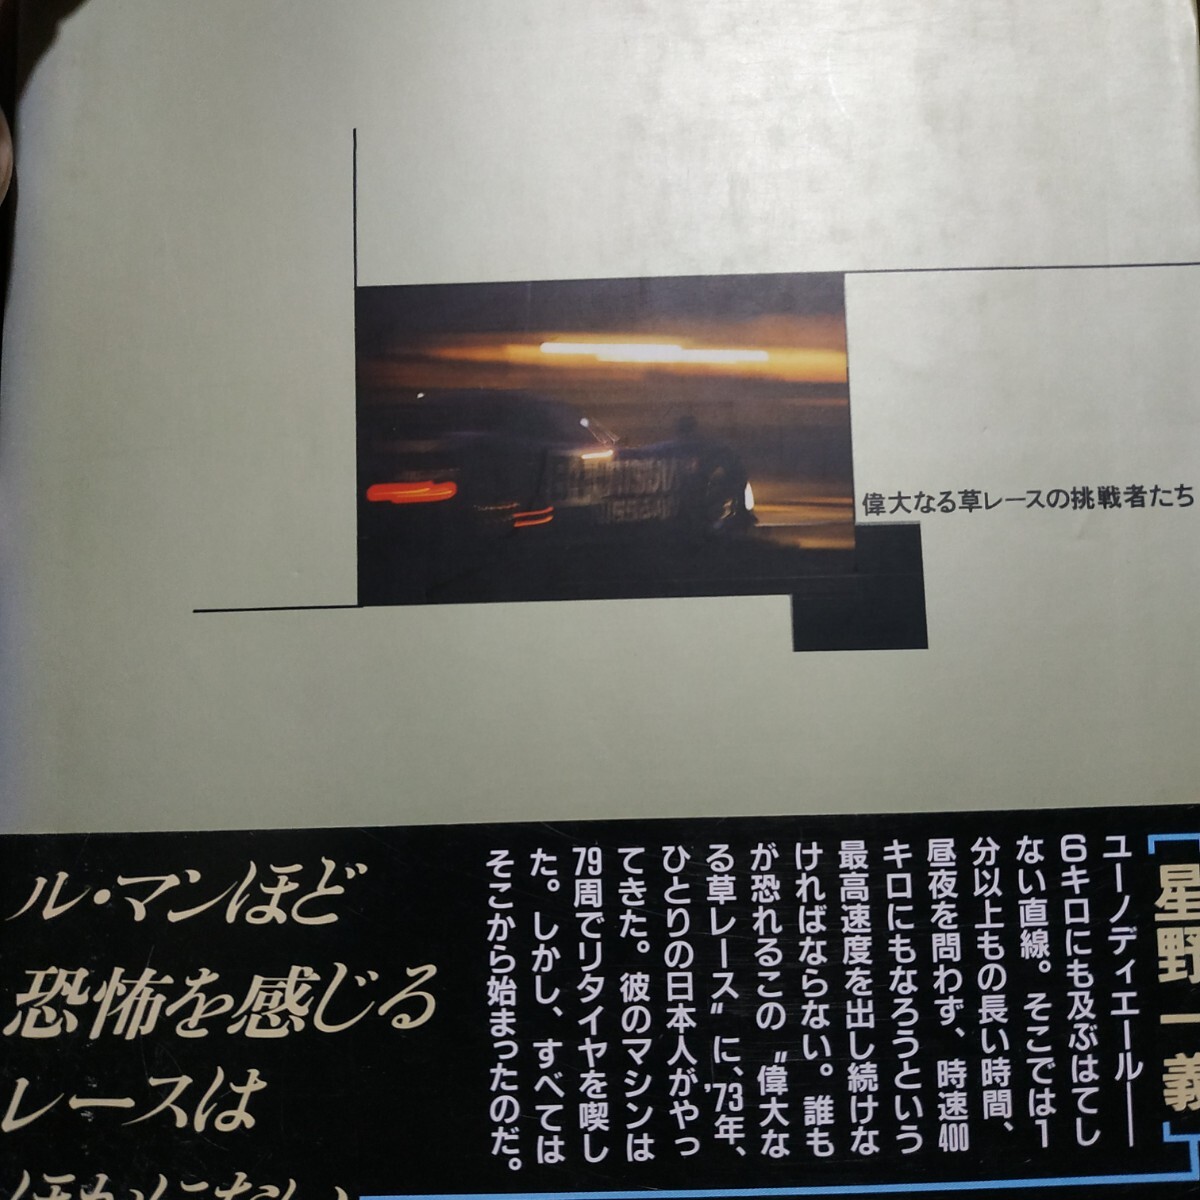 偉大なる草レースの挑戦者たち
星野一義
ユーノディエール──
6キロにも及ぶはてし
ない直線。そこでは1
分以上もの長い時間、
昼夜を問わず、時速400
キロにもなろうという
最高速度を出し続けな
ければならない。誰も
が恐れるこの〝偉大な
る草レース〟に、'73年、
ひとりの日本人がやっ
てきた。彼のマシンは
79周でリタイヤを喫し
た。しかし、すべては
そこから始まったのだ。
ル・マンほど
恐怖を感じる
レースは
ほかにない